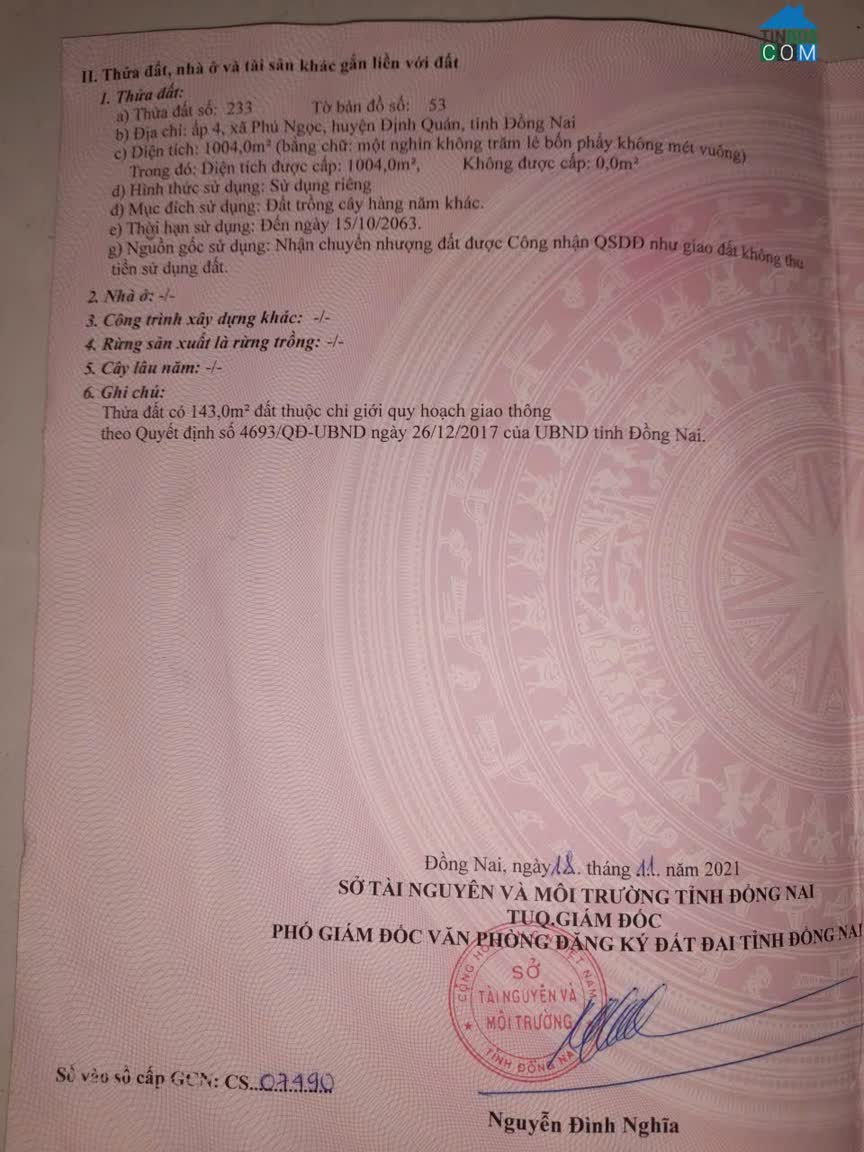 II. Thửa đất, nhà ở và tài sản khác gắn liền với đất
1. Thửa đất:
a) Thửa đất số: 233 Tờ bản đồ số: 53
b) Địa chỉ: ấp 4, xã Phú Ngọc, huyện Định Quán, tỉnh Đồng Nai
c) Diện tích: 1004,0m² (bằng chữ: một nghìn không trăm lẻ bốn phẩy không mét vuông)
Trong đó: Diện tích được cấp: 1004,0m², Không được cấp: 0,0m²
d) Hình thức sử dụng: Sử dụng riêng
đ) Mục đích sử dụng: Đất trồng cây hàng năm khác.
e) Thời hạn sử dụng: Đến ngày 15/10/2063.
g) Nguồn gốc sử dụng: Nhận chuyển nhượng đất được Công nhận QSDĐ như giao đất không thu
tiền sử dụng đất.
2. Nhà ở: -/-
3. Công trình xây dựng khác: -/-
4. Rừng sản xuất là rừng trồng: -/-
5. Cây lâu năm: -/-
6. Ghi chú:
Thửa đất có 143,0m² đất thuộc chỉ giới quy hoạch giao thông
theo Quyết định số 4693/QĐ-UBND ngày 26/12/2017 của UBND tỉnh Đồng Nai.
Đồng Nai, ngày 18. tháng 11. năm 2021
SỞ TÀI NGUYÊN VÀ MÔI TRƯỜNG TỈNH ĐỒNG NAI
TUQ.GIÁM ĐỐC
PHÓ GIÁM ĐỐC VĂN PHÒNG ĐĂNG KÝ ĐẤT ĐAI TỈNH ĐỒNG NAI
SỞ
TÀI NGUYÊN VÀ
MÔI TRƯỜNG
TỈNH ĐỒNG NAI
Số vào sổ cấp GCN: CS..07490
Nguyễn Đình Nghĩa
COM